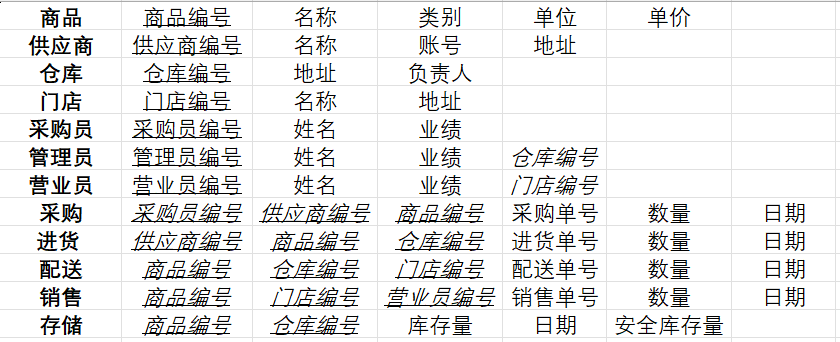 商品 商品编号 名称 类别 单位 单价
供应商 供应商编号 名称 账号 地址
仓库 仓库编号 地址 负责人
门店 门店编号 名称 地址
采购员 采购员编号 姓名 业绩
管理员 管理员编号 姓名 业绩 仓库编号
营业员 营业员编号 姓名 业绩 门店编号
采购 采购员编号 供应商编号 商品编号 采购单号 数量 日期
进货 供应商编号 商品编号 仓库编号 进货单号 数量 日期
配送 商品编号 仓库编号 门店编号 配送单号 数量 日期
销售 商品编号 门店编号 营业员编号 销售单号 数量 日期
存储 商品编号 仓库编号 库存量 日期 安全库存量